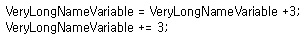 VeryLongNameVariable = VeryLongNameVariable +3;
VeryLongNameVariable += 3;